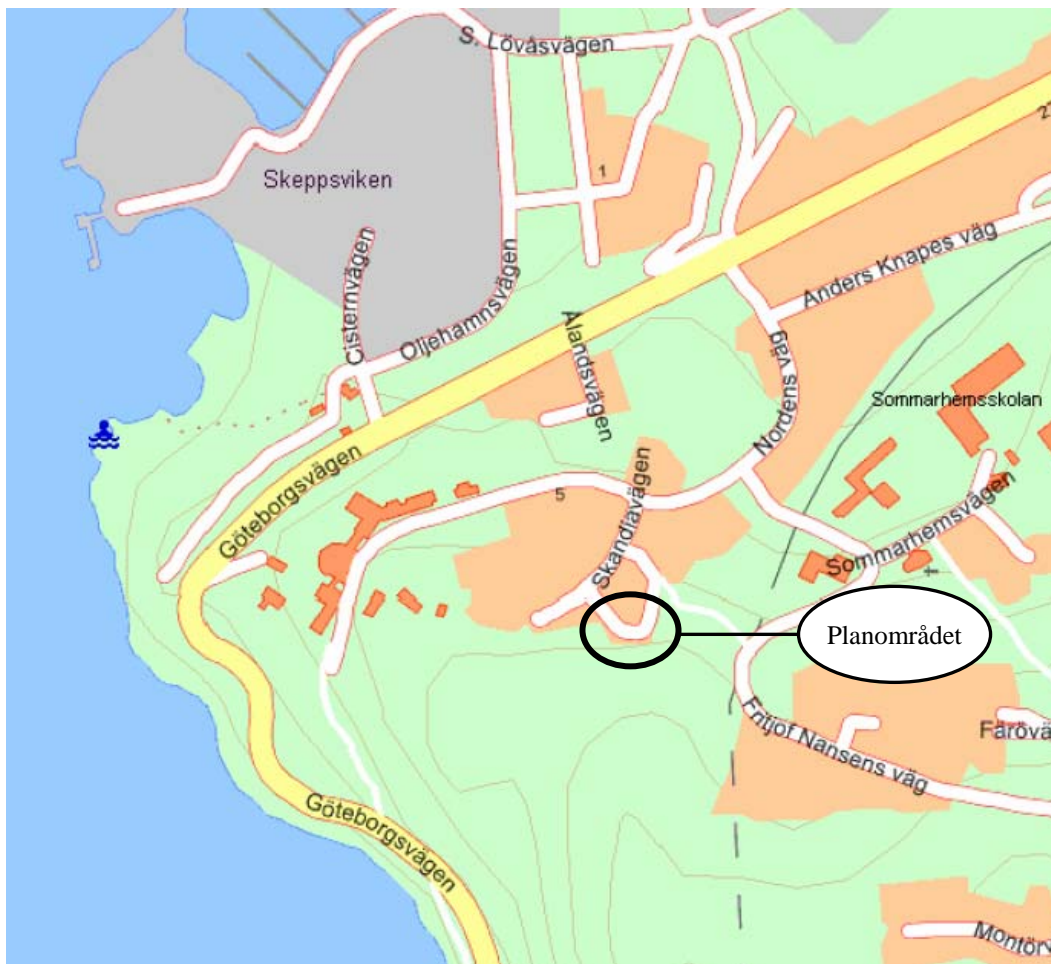 S. Lövåsvägen
Skeppsviken
1
Anders Knapes väg
Cisternvägen
Oljehamnsvägen
Ålandsvägen
Nordens väg
Sommarhemsskolan
Göteborgsvägen
5
Skandiavägen
Sommarhemsvägen
Planområdet
Fritjof Nansens väg
Göteborgsvägen